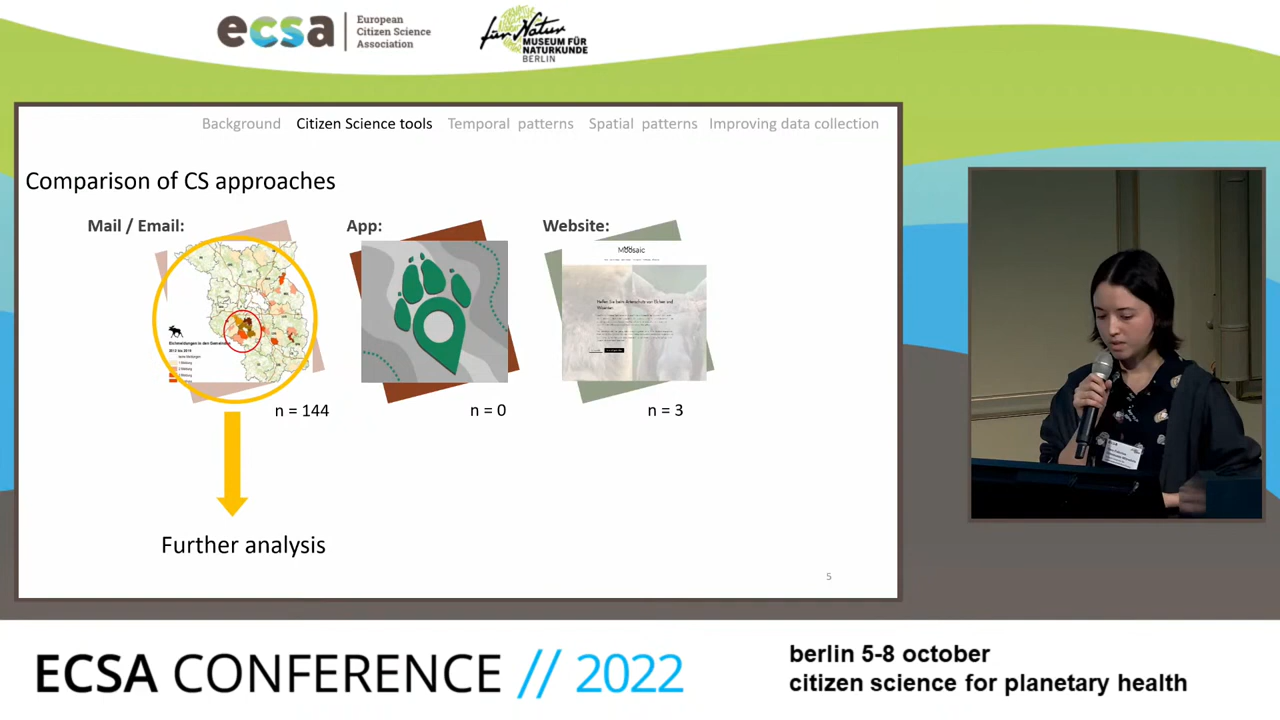 ecsa
European
Citizen Science
Association
für Natur
MUSEUM FÜR
NATURKUNDE
BERLIN
Background Citizen Science tools Temporal patterns Spatial patterns Improving data collection
Comparison of CS approaches
Mail / Email: App: Website:
Moosaic
n = 144
n = 0
n = 3
Further analysis
5
ECSA CONFERENCE // 2022
berlin 5-8 october
citizen science for planetary health